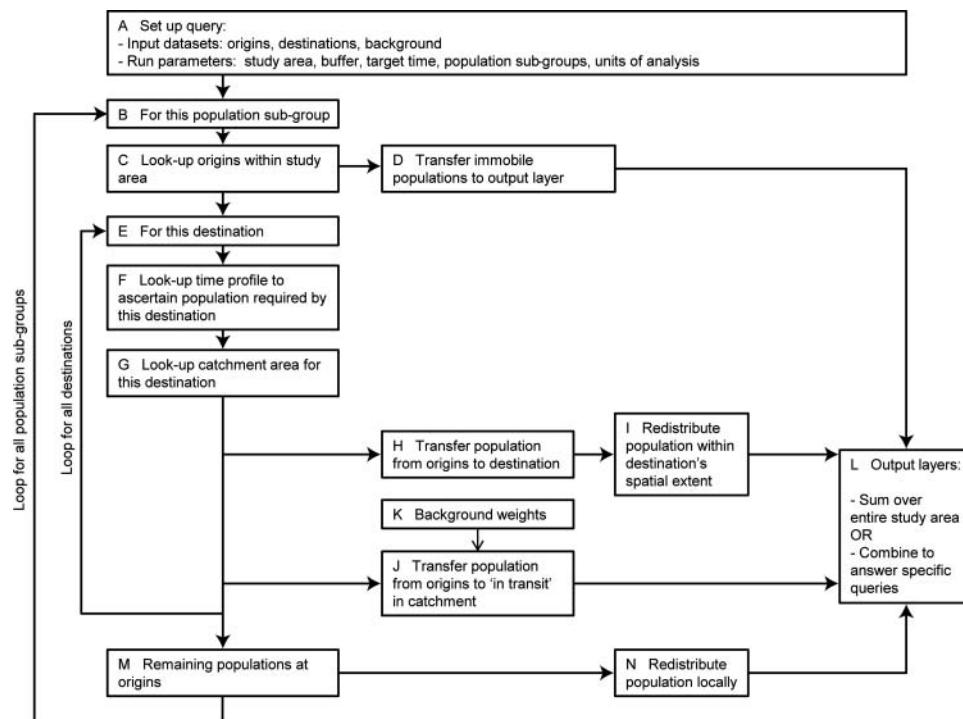 A Set up query:
- Input datasets: origins, destinations, background
- Run parameters: study area, buffer, target time, population sub-groups, units of analysis
B For this population sub-group
C Look-up origins within study
area
D Transfer immobile
populations to output layer
E For this destination
F Look-up time profile to
ascertain population required by
this destination
G Look-up catchment area for
this destination
Loop for all population sub-groups
Loop for all destinations
H Transfer population
from origins to destination
I Redistribute
population within
destination's
spatial extent
K Background weights
J Transfer population
from origins to 'in transit'
in catchment
L Output layers:
- Sum over
entire study area
OR
- Combine to
answer specific
queries
M Remaining populations at
origins
N Redistribute
population locally